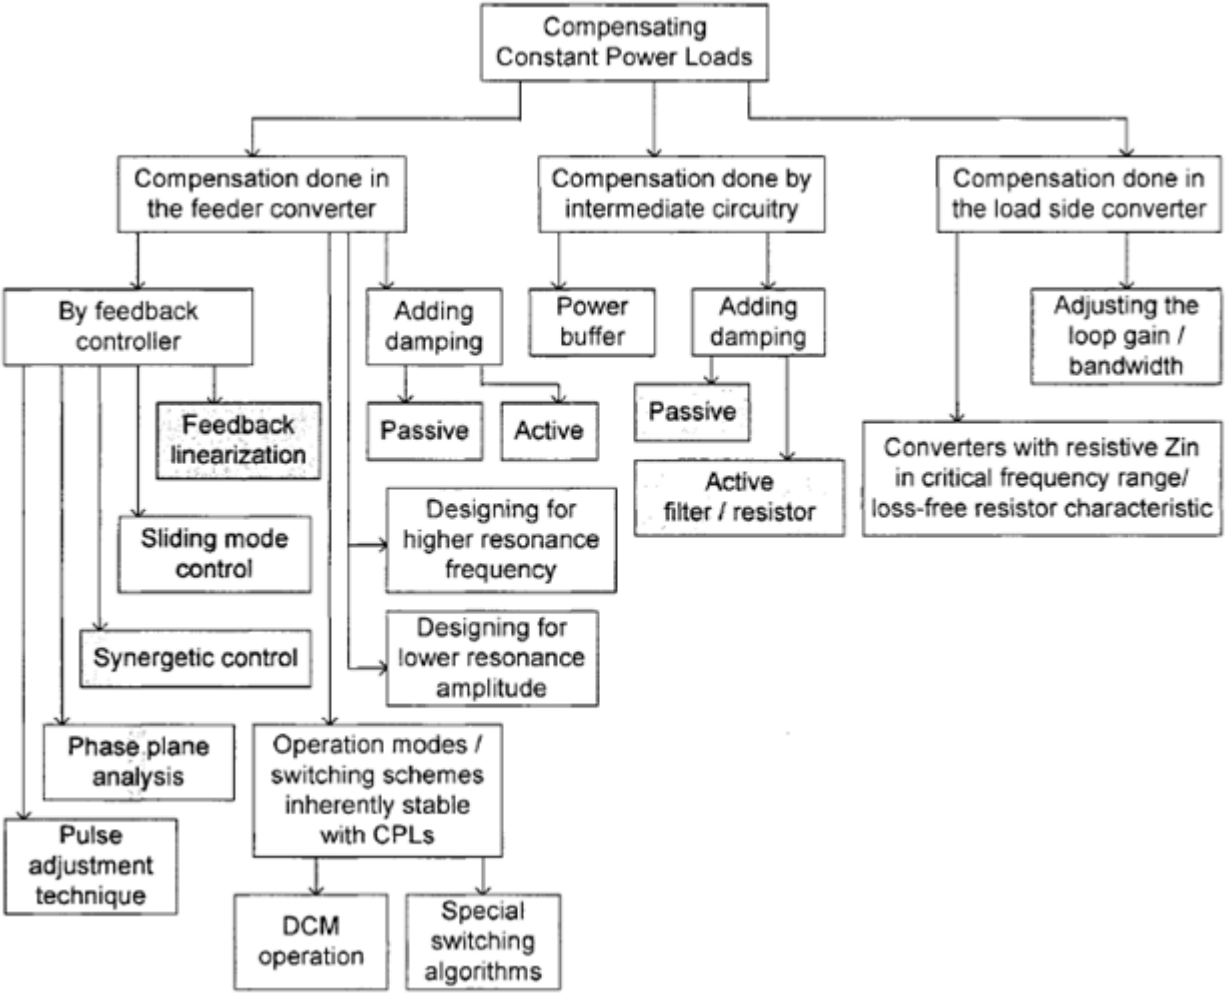 Compensating
Constant Power Loads
Compensation done in
the feeder converter
Compensation done by
intermediate circuitry
Compensation done in
the load side converter
By feedback
controller
Adding
damping
Power
buffer
Adding
damping
Adjusting the
loop gain /
bandwidth
Feedback
linearization
Passive
Active
Passive
Active
filter / resistor
Converters with resistive Zin
in critical frequency range/
loss-free resistor characteristic
Sliding mode
control
Designing for
higher resonance
frequency
Synergetic control
Designing for
lower resonance
amplitude
Phase plane
analysis
Operation modes /
switching schemes
inherently stable
with CPLs
Pulse
adjustment
technique
DCM
operation
Special
switching
algorithms